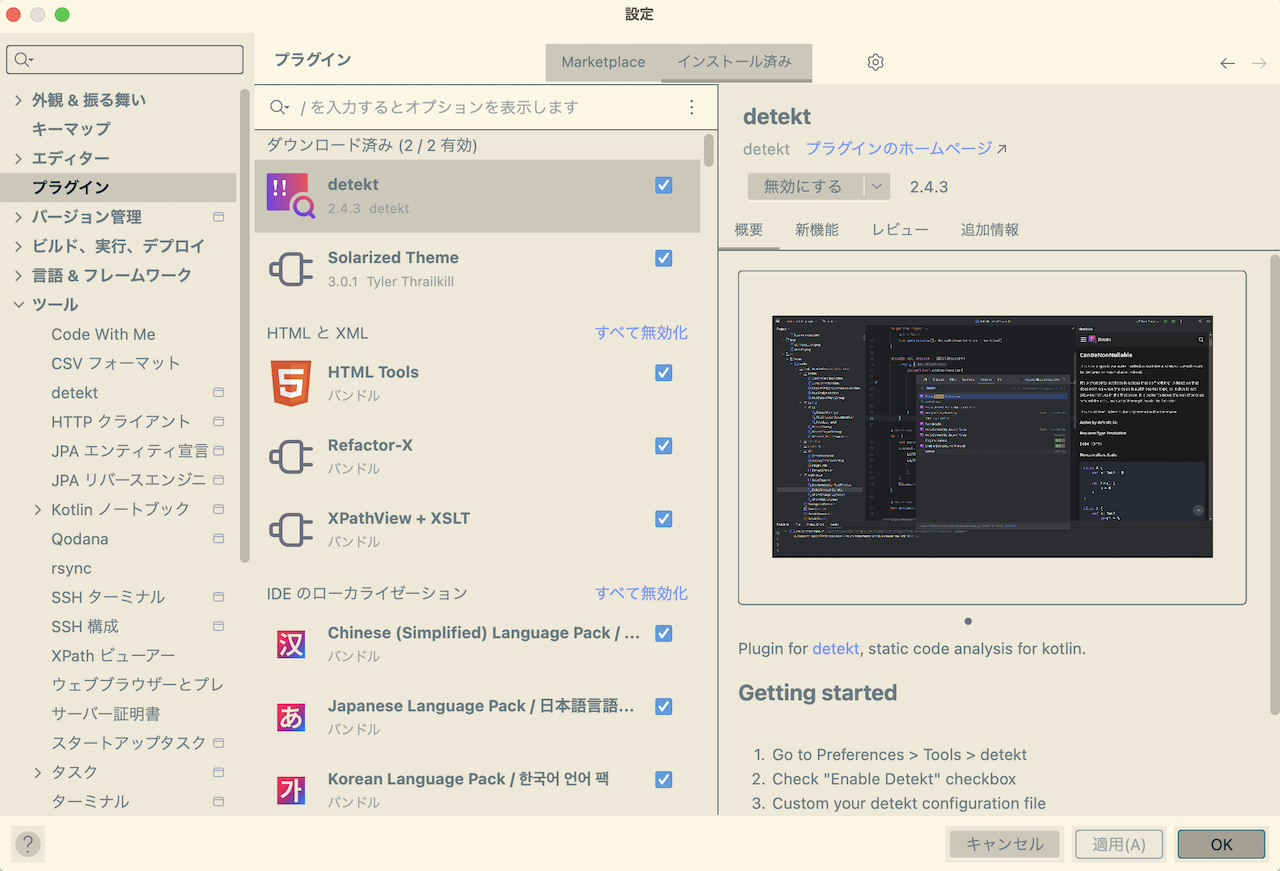 設定
外観 & 振る舞い
キーマップ
エディター
プラグイン
バージョン管理
ビルド、実行、デプロイ
言語 & フレームワーク
ツール
Code With Me
CSV フォーマット
detekt
HTTP クライアント
JPA エンティティ宣言
JPA リバースエンジニ
Kotlin ノートブック
Qodana
rsync
SSH ターミナル
SSH 構成
XPath ビューアー
ウェブブラウザーとプレ
サーバー証明書
スタートアップタスク
タスク
ターミナル
プラグイン
Marketplace
インストール済み
/ を入力するとオプションを表示します
ダウンロード済み (2 / 2 有効)
detekt
2.4.3 detekt
Solarized Theme
3.0.1 Tyler Thrailkill
HTML と XML すべて無効化
HTML Tools
バンドル
Refactor-X
バンドル
XPathView + XSLT
バンドル
IDE のローカライゼーション すべて無効化
汉 Chinese (Simplified) Language Pack / ...
バンドル
あ Japanese Language Pack / 日本語言語...
バンドル
가 Korean Language Pack / 한국어 언어 팩
バンドル
detekt
detekt プラグインのホームページ
無効にする 2.4.3
概要 新機能 レビュー 追加情報
Detekt
CanBeNonNullable
Plugin for detekt, static code analysis for kotlin.
Getting started
1. Go to Preferences > Tools > detekt
2. Check "Enable Detekt" checkbox
3. Custom your detekt configuration file
?
キャンセル 適用(A) OK